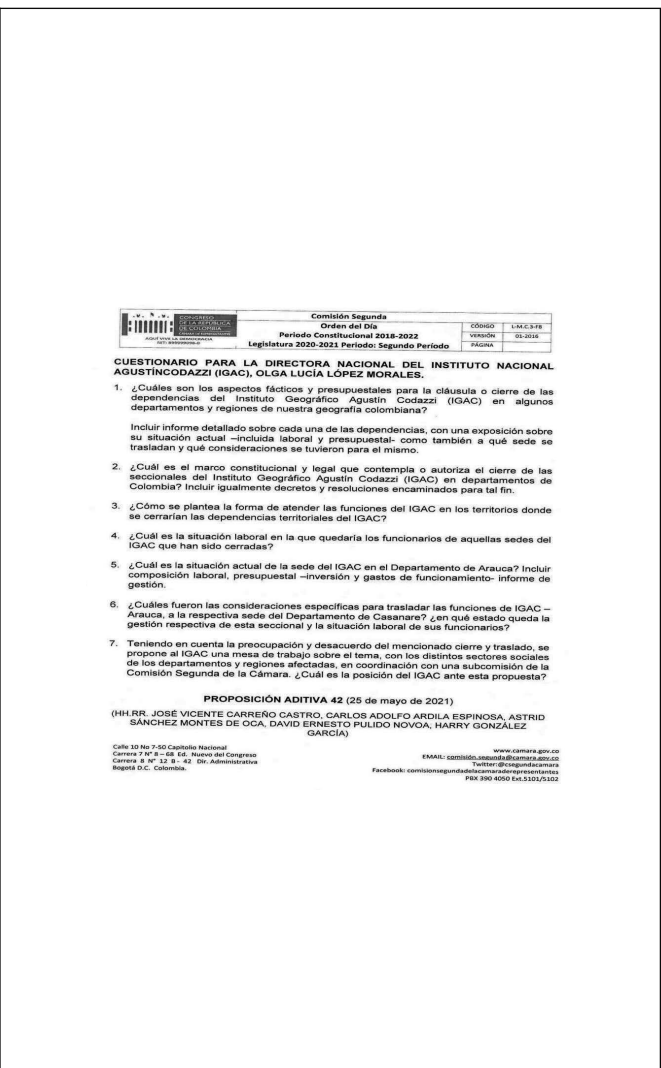 CONGRESO
DE LA REPÚBLICA
DE COLOMBIA
CÁMARA DE REPRESENTANTES
AQUÍ VIVE LA DEMOCRACIA
Comisión Segunda
Orden del Día
Periodo Constitucional 2018-2022
Legislatura 2020-2021 Periodo: Segundo Período
CÓDIGO L-M.C.3-F8
VERSIÓN 01-2016
PÁGINA
CUESTIONARIO PARA LA DIRECTORA NACIONAL DEL INSTITUTO NACIONAL
AGUSTÍNCODAZZI (IGAC), OLGA LUCÍA LÓPEZ MORALES.
1. ¿Cuáles son los aspectos fácticos y presupuestales para la cláusula o cierre de las
dependencias del Instituto Geográfico Agustín Codazzi (IGAC) en algunos
departamentos y regiones de nuestra geografía colombiana?
Incluir informe detallado sobre cada una de las dependencias, con una exposición sobre
su situación actual –incluida laboral y presupuestal- como también a qué sede se
trasladan y qué consideraciones se tuvieron para el mismo.
2. ¿Cuál es el marco constitucional y legal que contempla o autoriza el cierre de las
seccionales del Instituto Geográfico Agustín Codazzi (IGAC) en departamentos de
Colombia? Incluir igualmente decretos y resoluciones encaminados para tal fin.
3. ¿Cómo se plantea la forma de atender las funciones del IGAC en los territorios donde
se cerrarían las dependencias territoriales del IGAC?
4. ¿Cuál es la situación laboral en la que quedaría los funcionarios de aquellas sedes del
IGAC que han sido cerradas?
5. ¿Cuál es la situación actual de la sede del IGAC en el Departamento de Arauca? Incluir
composición laboral, presupuestal –inversión y gastos de funcionamiento- informe de
gestión.
6. ¿Cuáles fueron las consideraciones específicas para trasladar las funciones de IGAC –
Arauca, a la respectiva sede del Departamento de Casanare? ¿en qué estado queda la
gestión respectiva de esta seccional y la situación laboral de sus funcionarios?
7. Teniendo en cuenta la preocupación y desacuerdo del mencionado cierre y traslado, se
propone al IGAC una mesa de trabajo sobre el tema, con los distintos sectores sociales
de los departamentos y regiones afectadas, en coordinación con una subcomisión de la
Comisión Segunda de la Cámara. ¿Cuál es la posición del IGAC ante esta propuesta?
PROPOSICIÓN ADITIVA 42 (25 de mayo de 2021)
(HH.RR. JOSÉ VICENTE CARREÑO CASTRO, CARLOS ADOLFO ARDILA ESPINOSA, ASTRID
SÁNCHEZ MONTES DE OCA, DAVID ERNESTO PULIDO NOVOA, HARRY GONZÁLEZ
GARCÍA)
Calle 10 No 7-50 Capitolio Nacional
Carrera 7 N° 8 – 68 Ed. Nuevo del Congreso
Carrera 8 N° 12 B - 42 Dir. Administrativa
Bogotá D.C. Colombia.
www.camara.gov.co
EMAIL: comisión.segunda@camara.gov.co
Twitter:@csegundacamara
Facebook: comisionsegundadelacamaraderepresentantes
PBX 390 4050 Ext.5101/5102